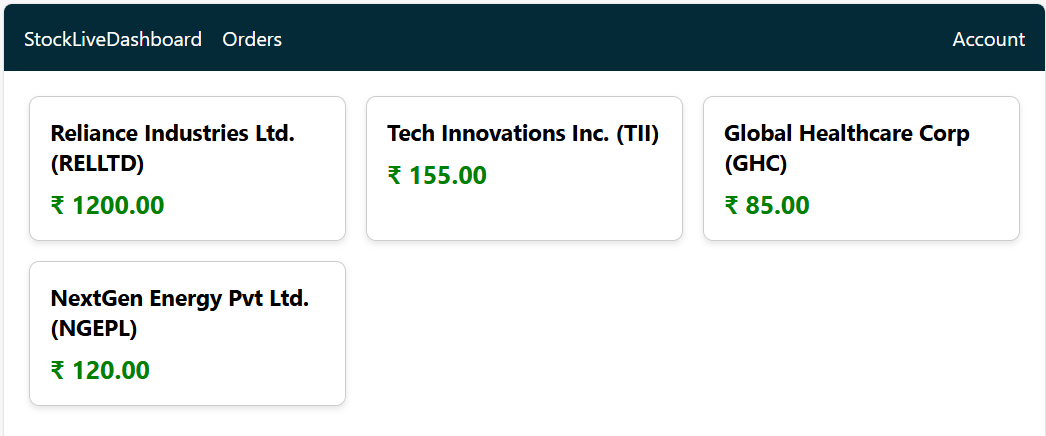 StockLiveDashboard Orders Account
Reliance Industries Ltd.
(RELLTD)
₹ 1200.00
Tech Innovations Inc. (TII)
₹ 155.00
Global Healthcare Corp
(GHC)
₹ 85.00
NextGen Energy Pvt Ltd.
(NGEPL)
₹ 120.00